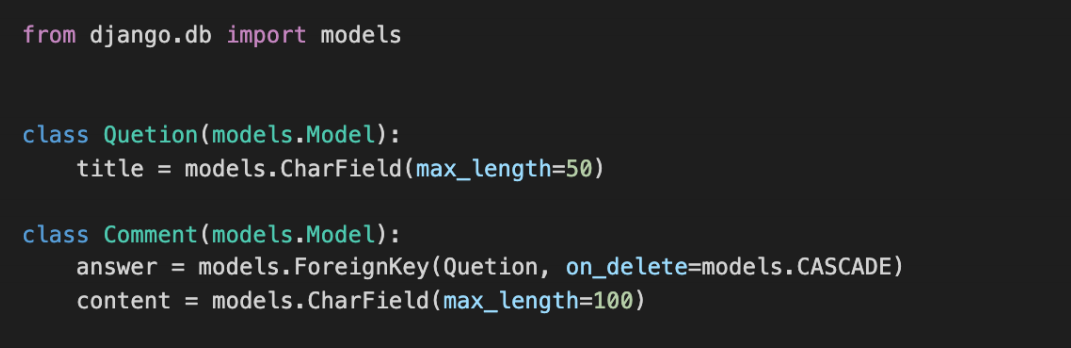 from django.db import models
class Quetion(models.Model):
title = models.CharField(max_length=50)
class Comment(models.Model):
answer = models.ForeignKey(Quetion, on_delete=models.CASCADE)
content = models.CharField(max_length=100)